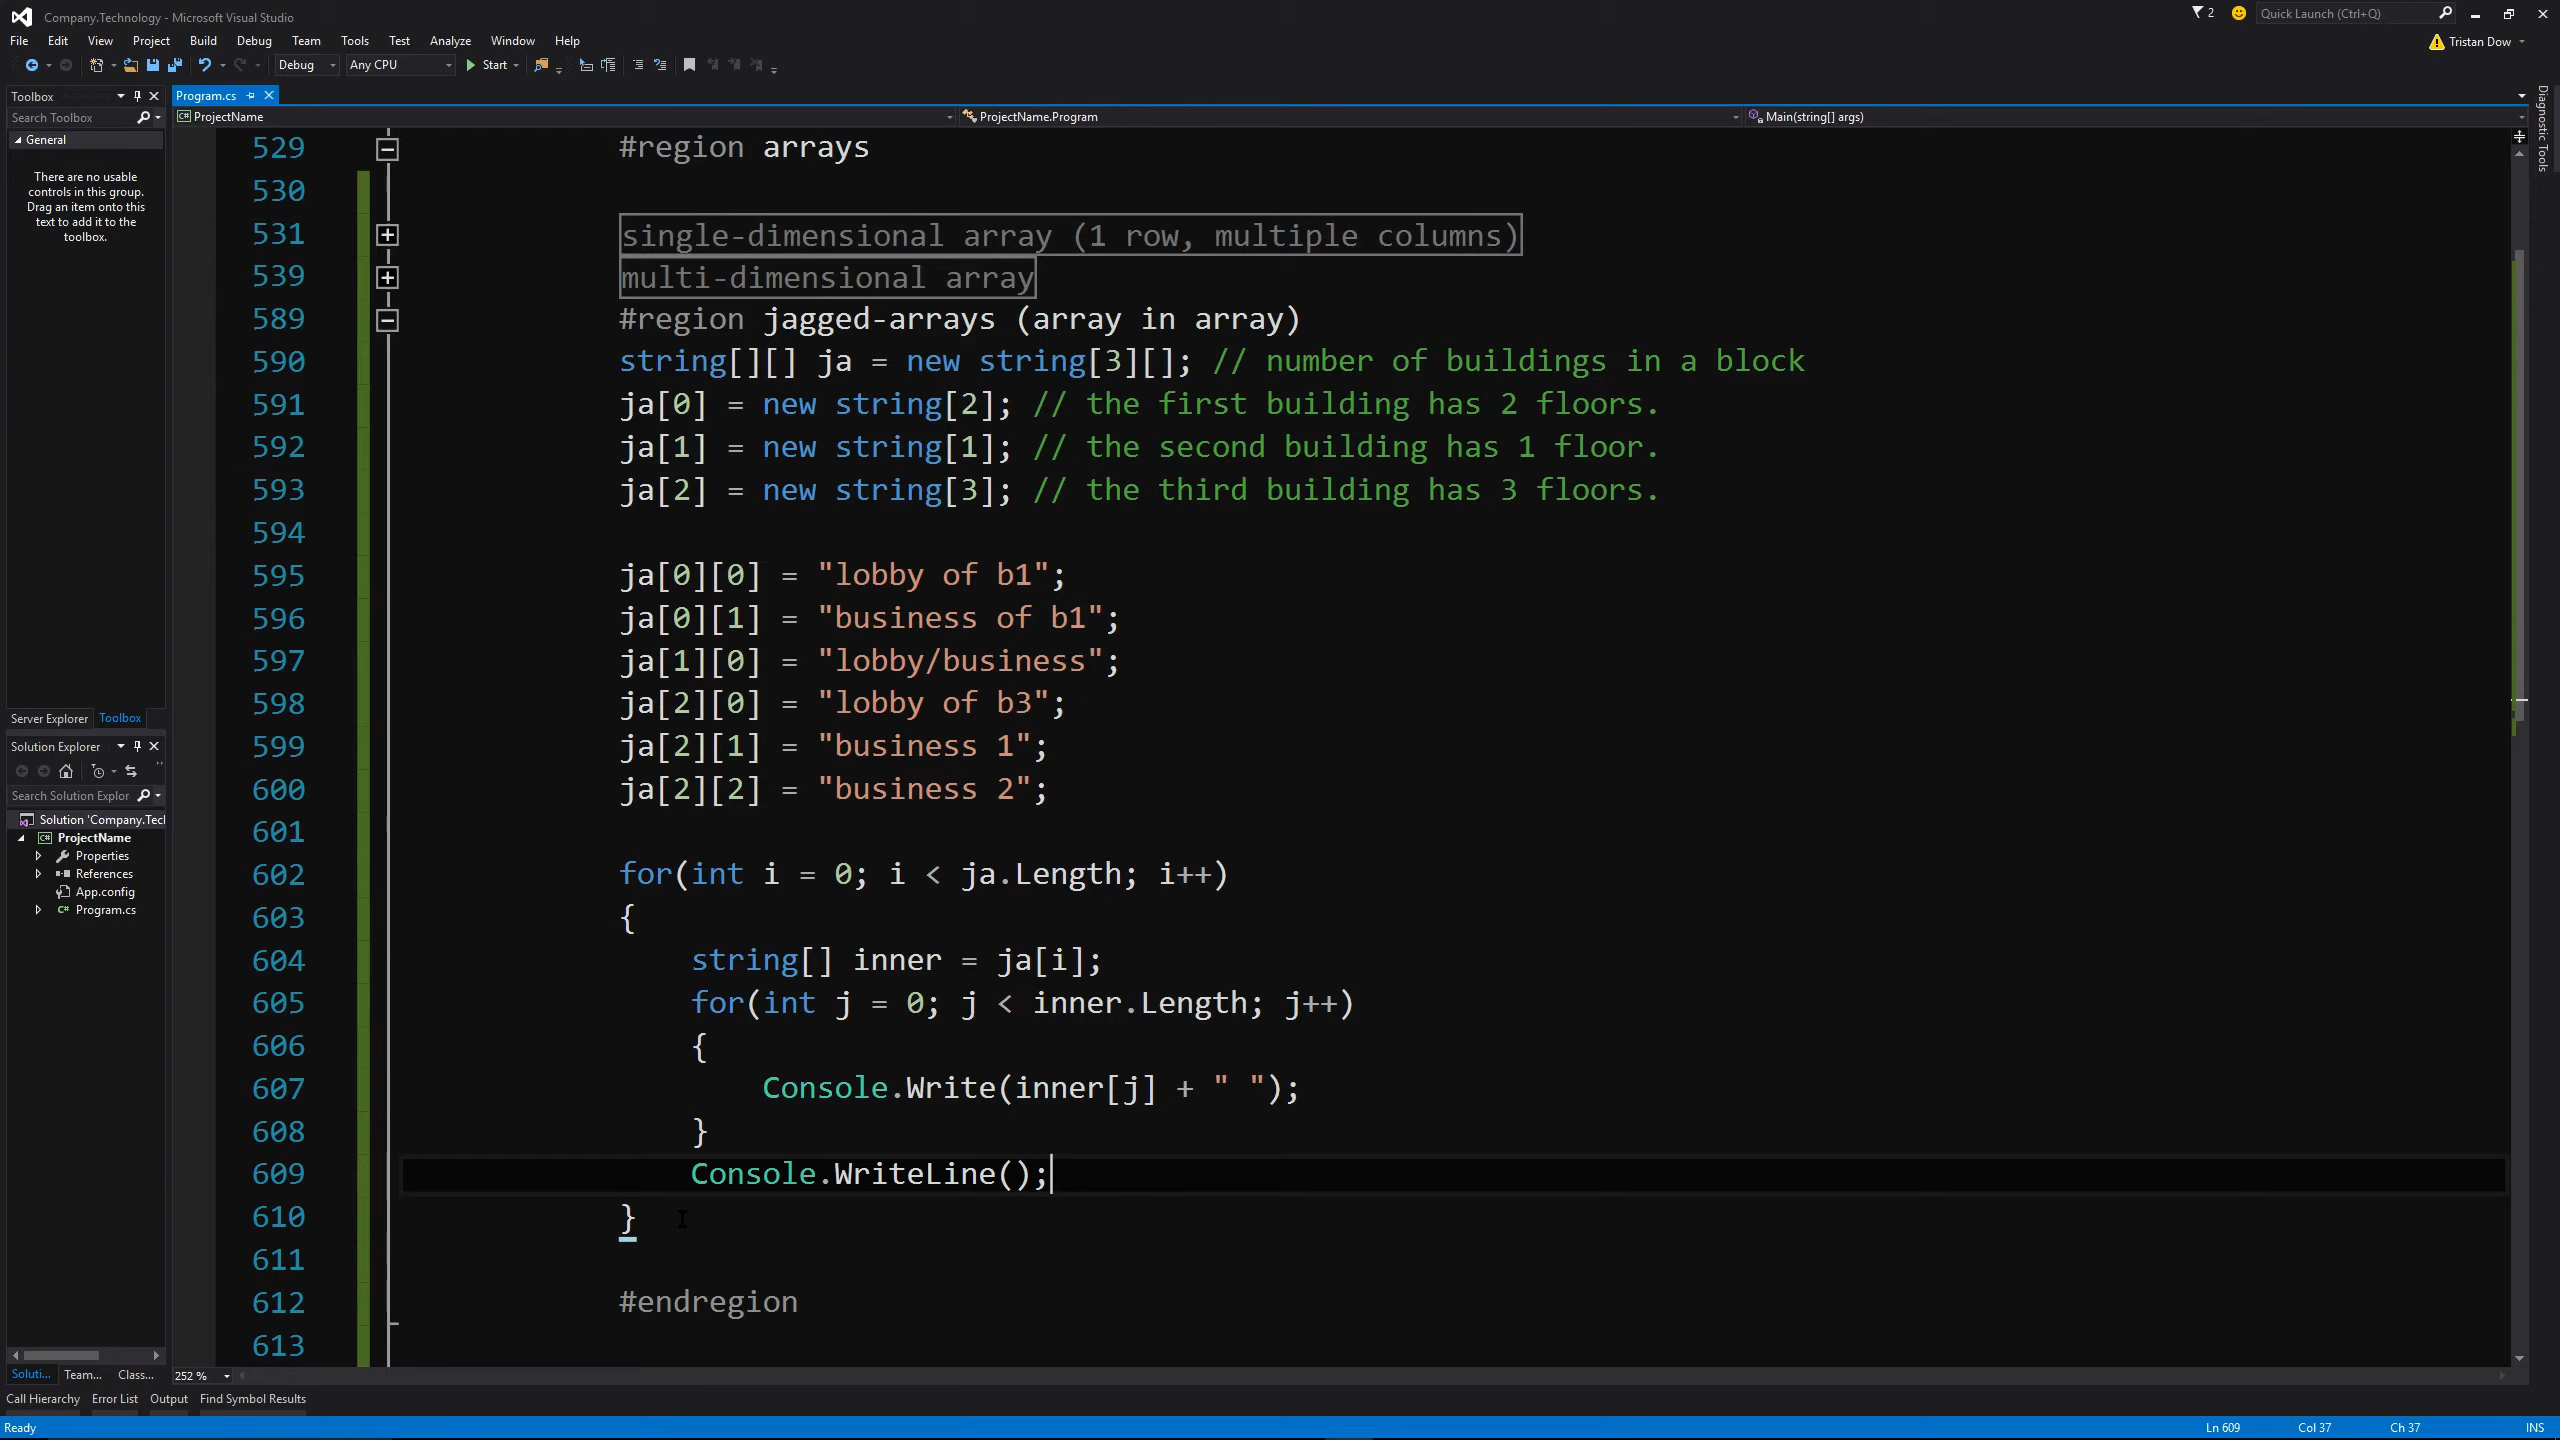 Company.Technology - Microsoft Visual Studio
2
Quick Launch (Ctrl+Q)
File Edit View Project Build Debug Team Tools Test Analyze Window Help
Tristan Dow
Debug Any CPU Start
Toolbox
Program.cs
Search Toolbox
ProjectName ProjectName.Program Main(string[] args)
Diagnostic Tools
General
There are no usable
controls in this group.
Drag an item onto this
text to add it to the
toolbox.
Server Explorer Toolbox
Solution Explorer
Search Solution Explor
Solution 'Company.Tecl
ProjectName
Properties
References
App.config
Program.cs
Soluti... Team... Class...
529 #region arrays
530
531 single-dimensional array (1 row, multiple columns)
539 multi-dimensional array
589 #region jagged-arrays (array in array)
590 string[][] ja = new string[3][]; // number of buildings in a block
591 ja[0] = new string[2]; // the first building has 2 floors.
592 ja[1] = new string[1]; // the second building has 1 floor.
593 ja[2] = new string[3]; // the third building has 3 floors.
594
595 ja[0][0] = "lobby of b1";
596 ja[0][1] = "business of b1";
597 ja[1][0] = "lobby/business";
598 ja[2][0] = "lobby of b3";
599 ja[2][1] = "business 1";
600 ja[2][2] = "business 2";
601
602 for(int i = 0; i < ja.Length; i++)
603 {
604 string[] inner = ja[i];
605 for(int j = 0; j < inner.Length; j++)
606 {
607 Console.Write(inner[j] + " ");
608 }
609 Console.WriteLine();
610 }
611
612 #endregion
613
252 %
Call Hierarchy Error List Output Find Symbol Results
Ready Ln 609 Col 37 Ch 37 INS